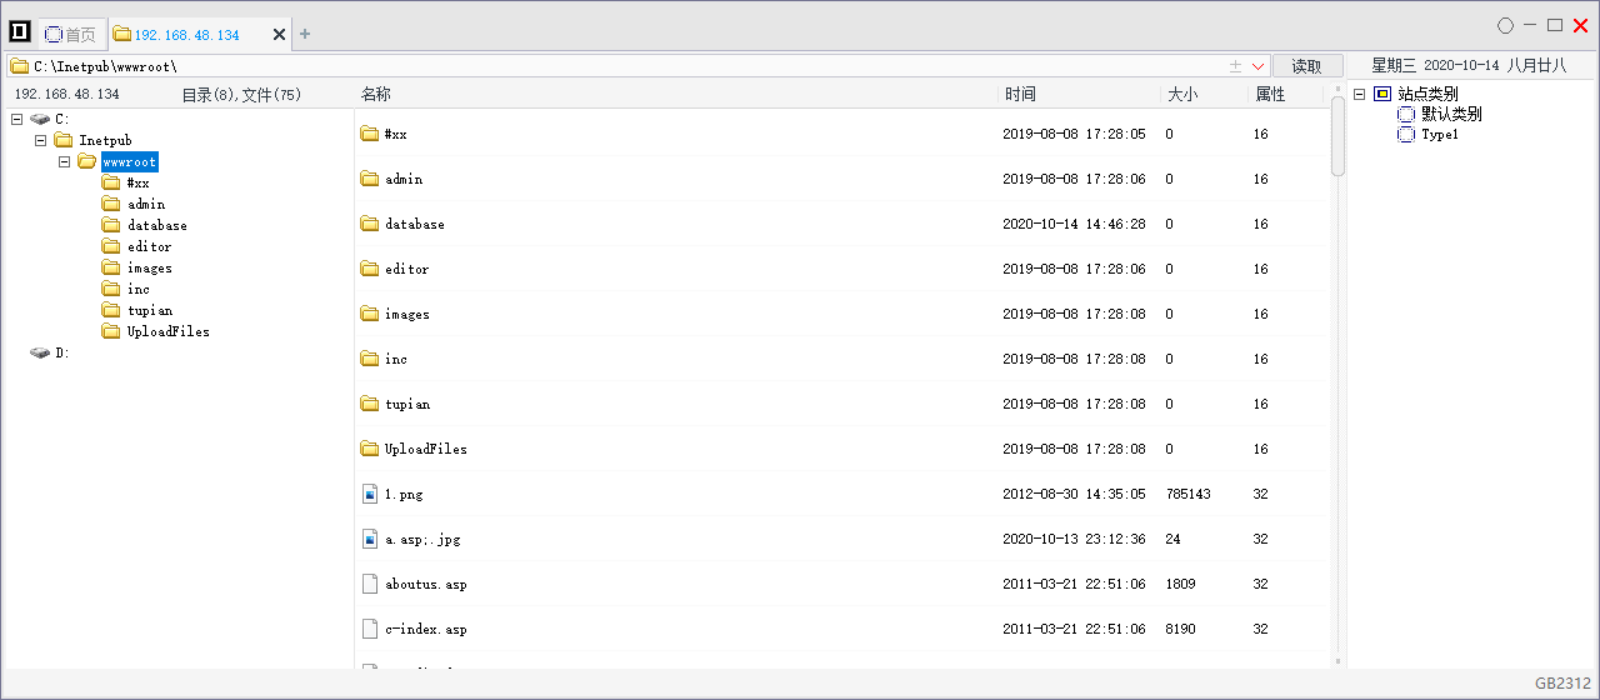 首页 192.168.48.134
C:\Inetpub\wwwroot\ 读取 星期三 2020-10-14 八月廿八
192.168.48.134 目录(8),文件(75) 名称 时间 大小 属性
C:
Inetpub
wwwroot
#xx
admin
database
editor
images
inc
tupian
UploadFiles
D:
#xx 2019-08-08 17:28:05 0 16
admin 2019-08-08 17:28:06 0 16
database 2020-10-14 14:46:28 0 16
editor 2019-08-08 17:28:06 0 16
images 2019-08-08 17:28:08 0 16
inc 2019-08-08 17:28:08 0 16
tupian 2019-08-08 17:28:08 0 16
UploadFiles 2019-08-08 17:28:08 0 16
1.png 2012-08-30 14:35:05 785143 32
a.asp;.jpg 2020-10-13 23:12:36 24 32
aboutus.asp 2011-03-21 22:51:06 1809 32
c-index.asp 2011-03-21 22:51:06 8190 32
站点类别
默认类别
Type1
GB2312